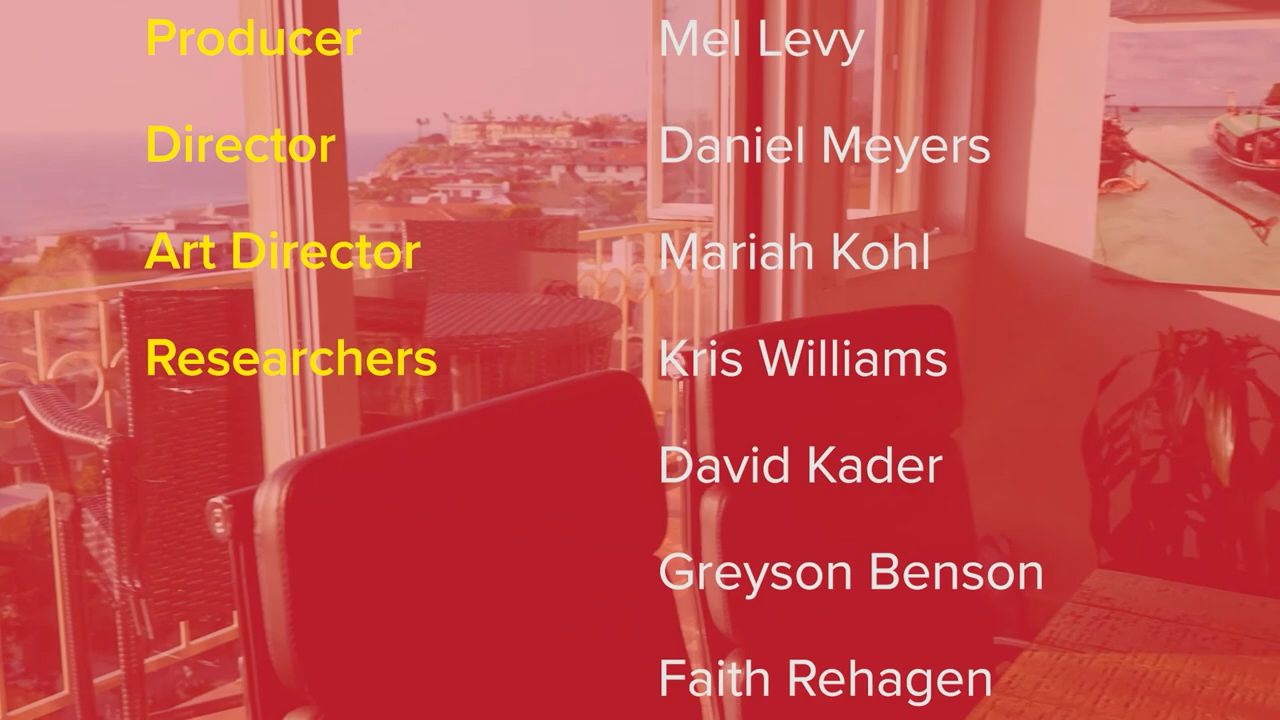 Producer Mel Levy
Director Daniel Meyers
Art Director Mariah Kohl
Researchers Kris Williams
David Kader
Greyson Benson
Faith Rehagen